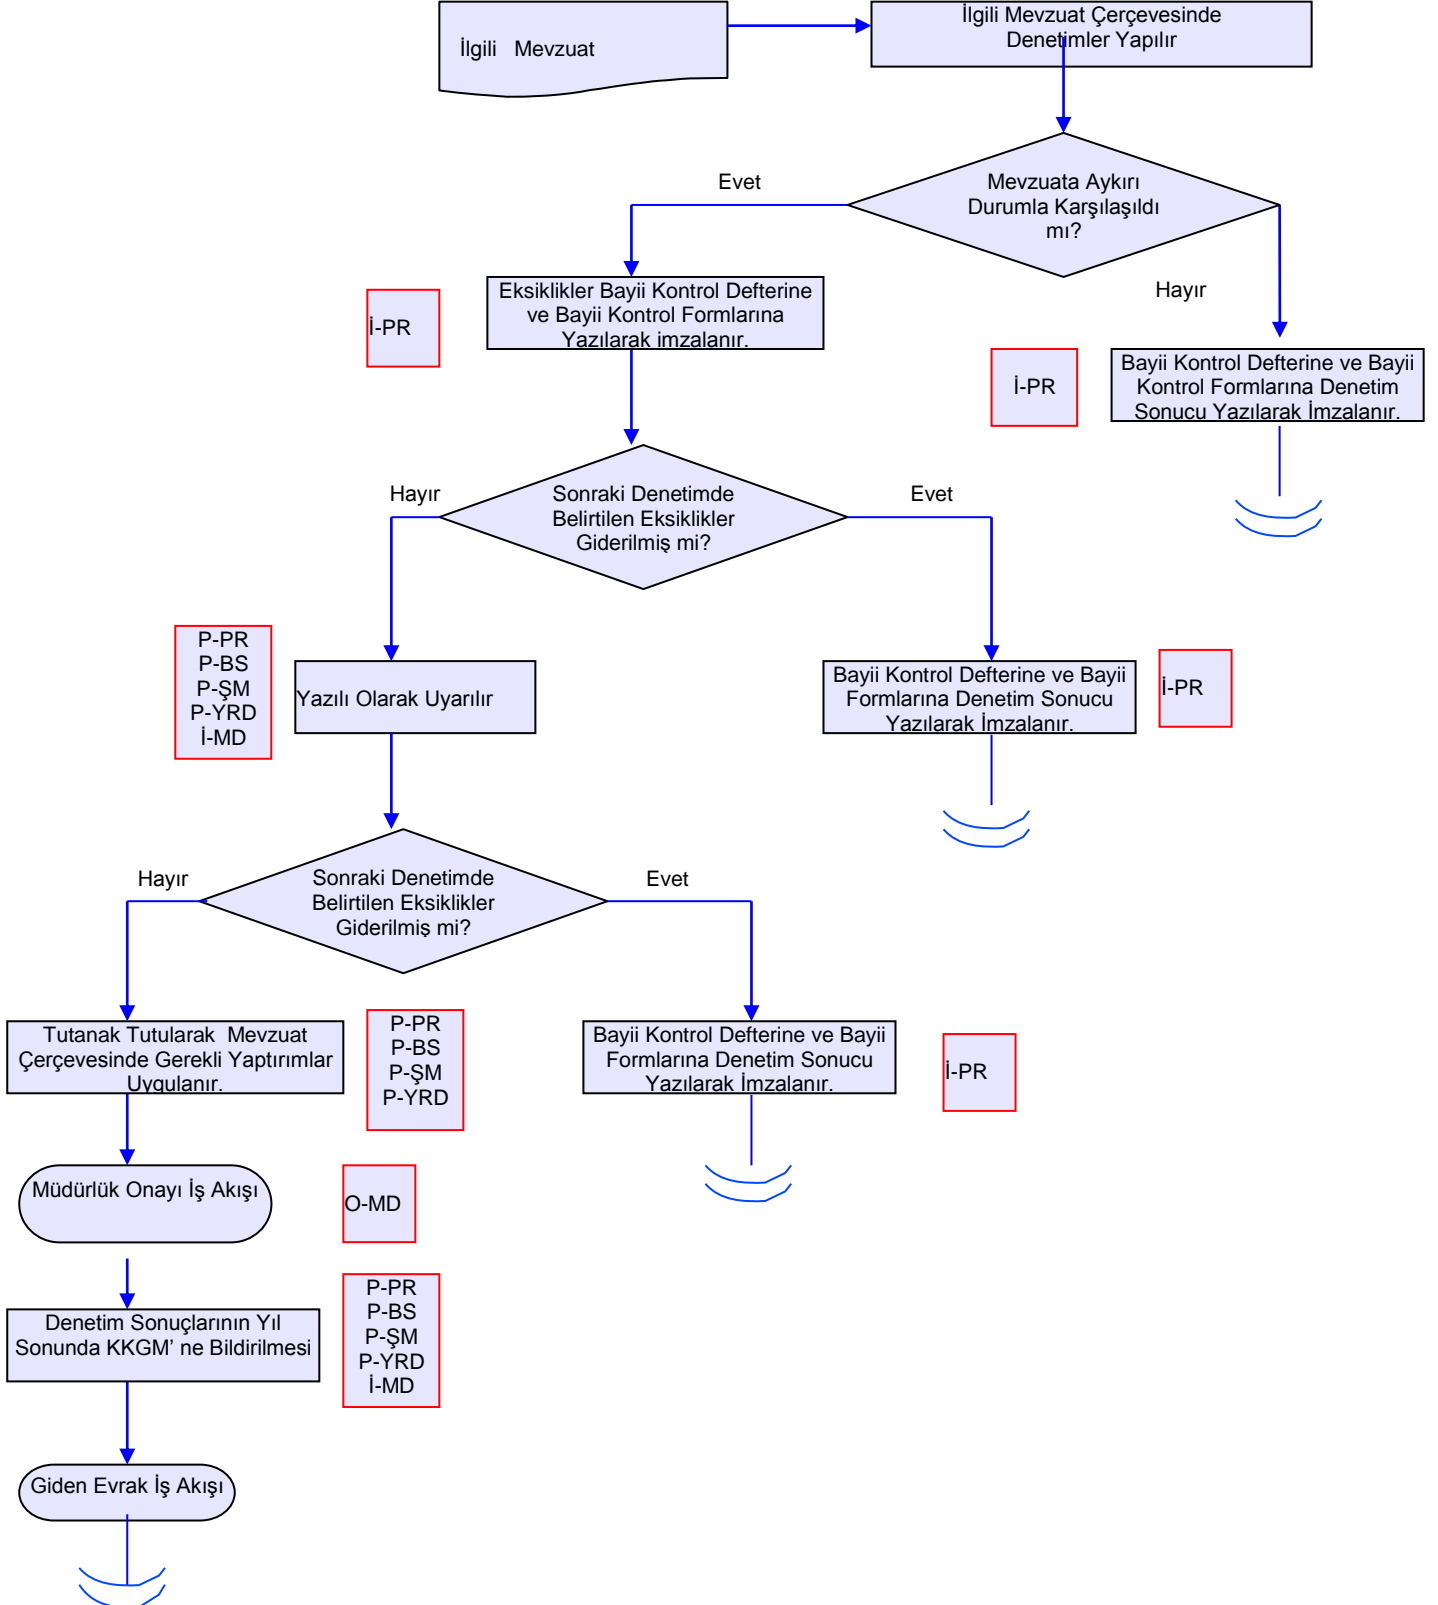 İlgili Mevzuat
İlgili Mevzuat Çerçevesinde
Denetimler Yapılır
Mevzuata Aykırı
Durumla Karşılaşıldı
mı?
Evet
Hayır
İ-PR
Eksiklikler Bayii Kontrol Defterine
ve Bayii Kontrol Formlarına
Yazılarak imzalanır.
İ-PR
Bayii Kontrol Defterine ve Bayii
Kontrol Formlarına Denetim
Sonucu Yazılarak İmzalanır.
Hayır
Sonraki Denetimde
Belirtilen Eksiklikler
Giderilmiş mi?
Evet
P-PR
P-BS
P-ŞM
P-YRD
İ-MD
Yazılı Olarak Uyarılır
Bayii Kontrol Defterine ve Bayii
Formlarına Denetim Sonucu
Yazılarak İmzalanır.
İ-PR
Hayır
Sonraki Denetimde
Belirtilen Eksiklikler
Giderilmiş mi?
Evet
Tutanak Tutularak Mevzuat
Çerçevesinde Gerekli Yaptırımlar
Uygulanır.
P-PR
P-BS
P-ŞM
P-YRD
Bayii Kontrol Defterine ve Bayii
Formlarına Denetim Sonucu
Yazılarak İmzalanır.
İ-PR
Müdürlük Onayı İş Akışı
O-MD
Denetim Sonuçlarının Yıl
Sonunda KKGM’ ne Bildirilmesi
P-PR
P-BS
P-ŞM
P-YRD
İ-MD
Giden Evrak İş Akışı